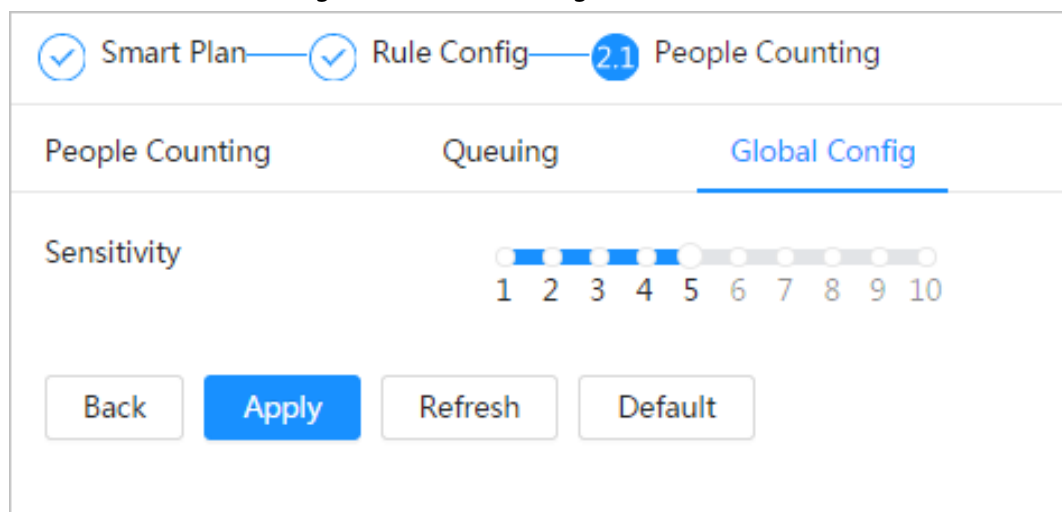 Smart Plan Rule Config 2.1 People Counting
People Counting Queuing Global Config
Sensitivity
1 2 3 4 5 6 7 8 9 10
Back Apply Refresh Default